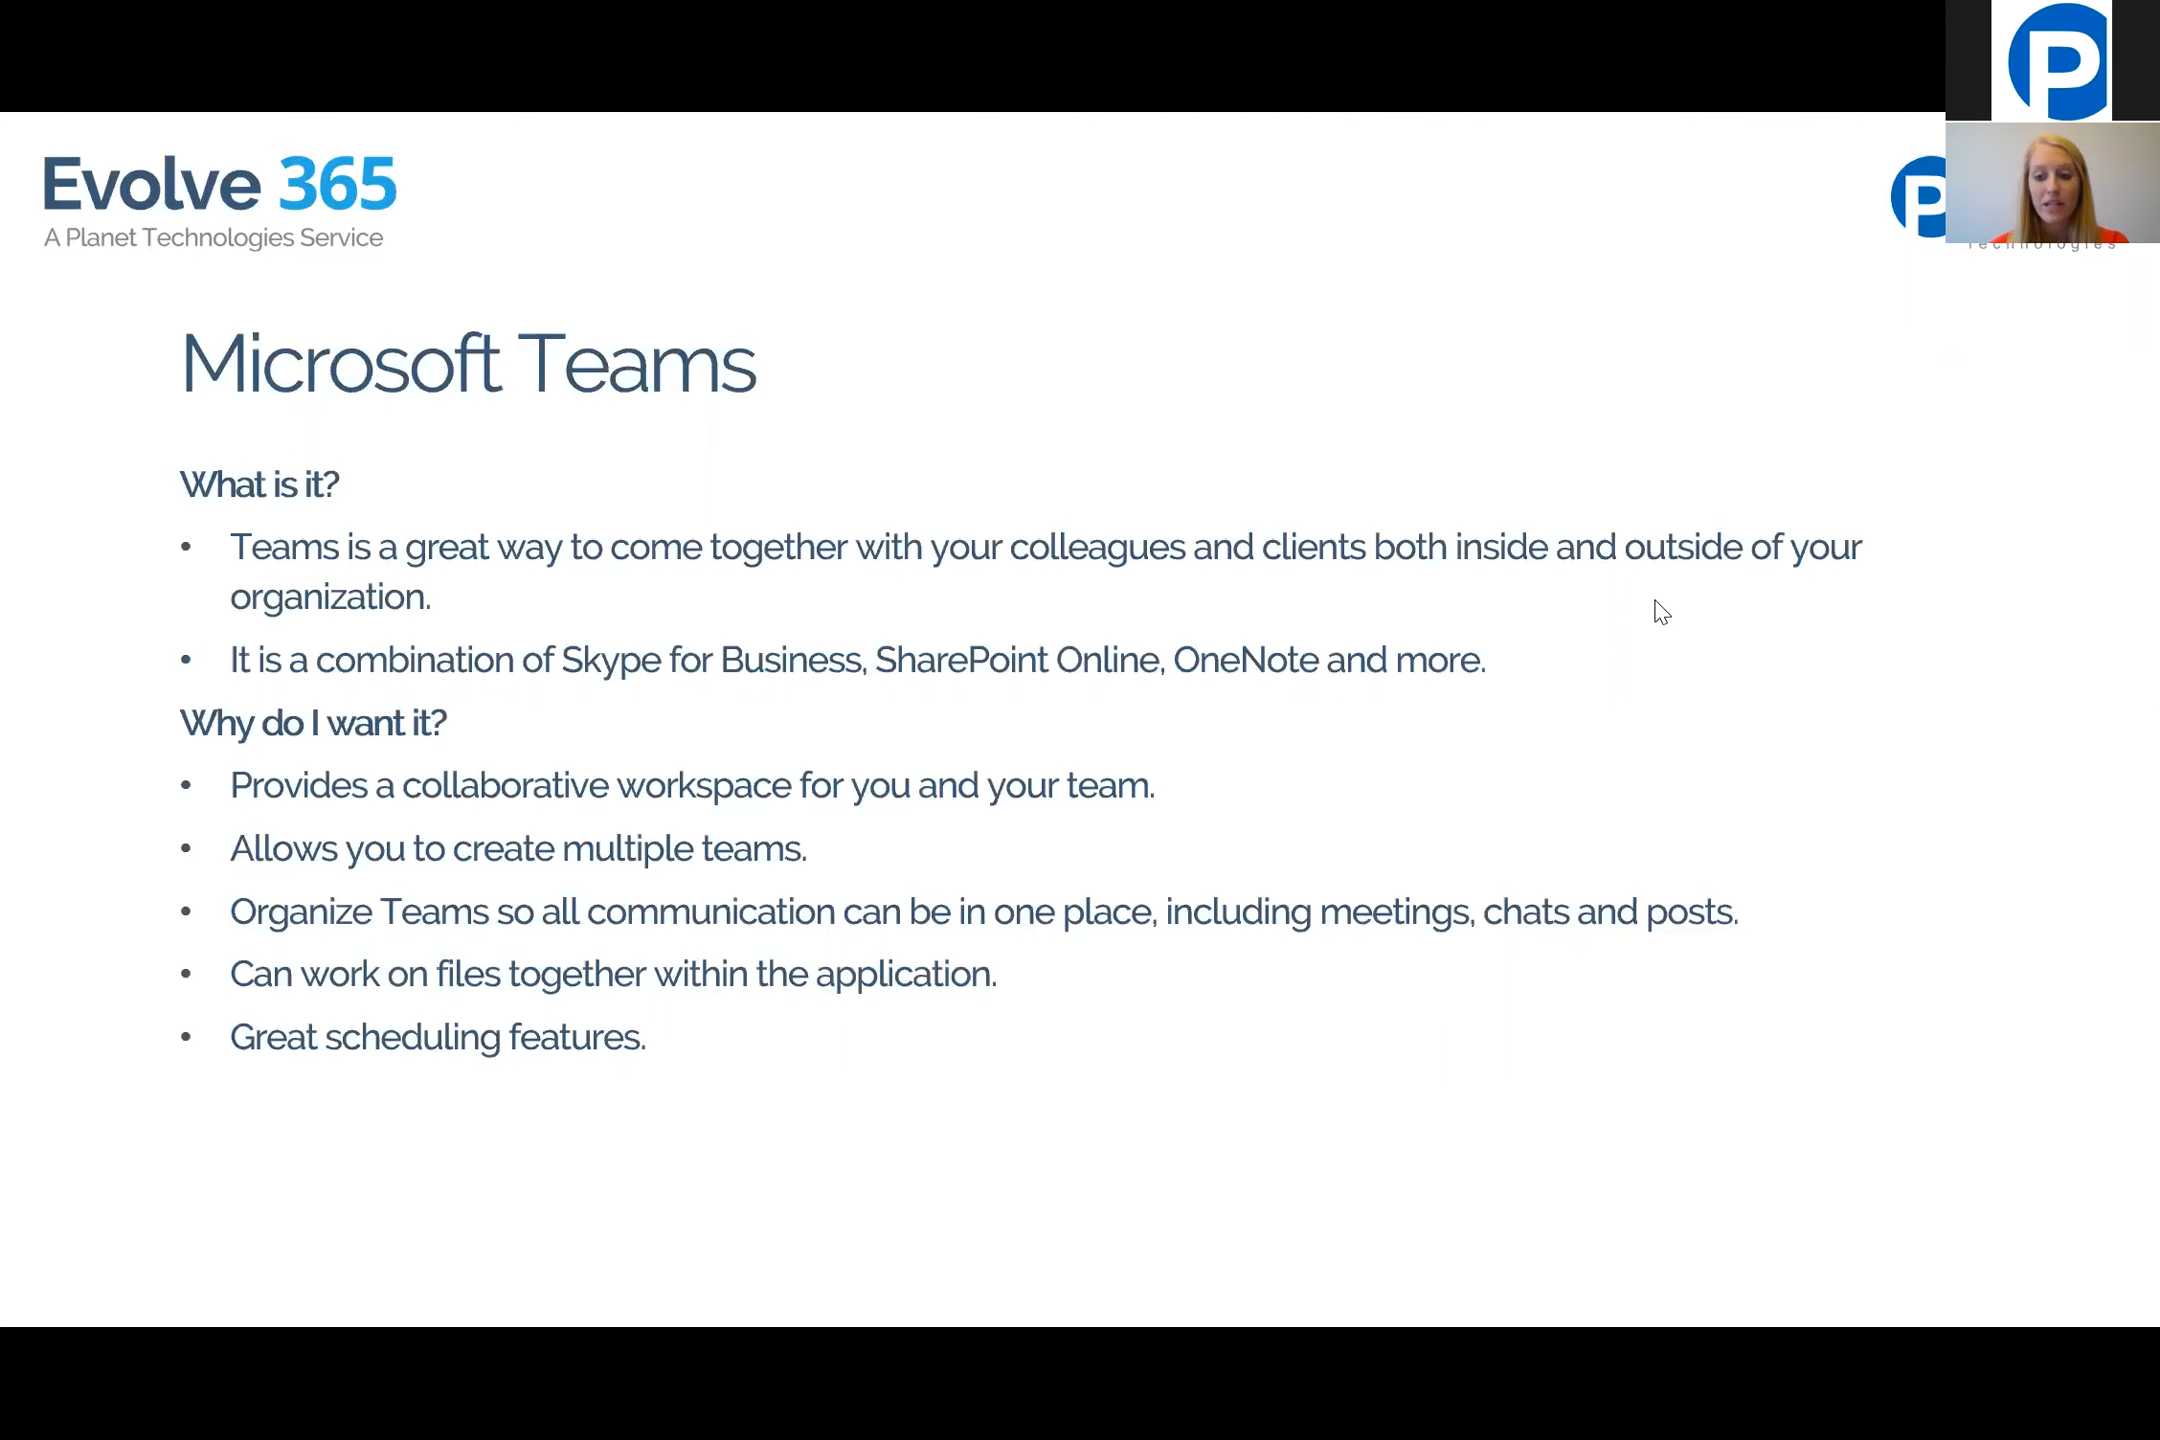 Evolve 365
A Planet Technologies Service
Microsoft Teams
What is it?
• Teams is a great way to come together with your colleagues and clients both inside and outside of your
organization.
• It is a combination of Skype for Business, SharePoint Online, OneNote and more.
Why do I want it?
• Provides a collaborative workspace for you and your team.
• Allows you to create multiple teams.
• Organize Teams so all communication can be in one place, including meetings, chats and posts.
• Can work on files together within the application.
• Great scheduling features.
P
P
Technologies